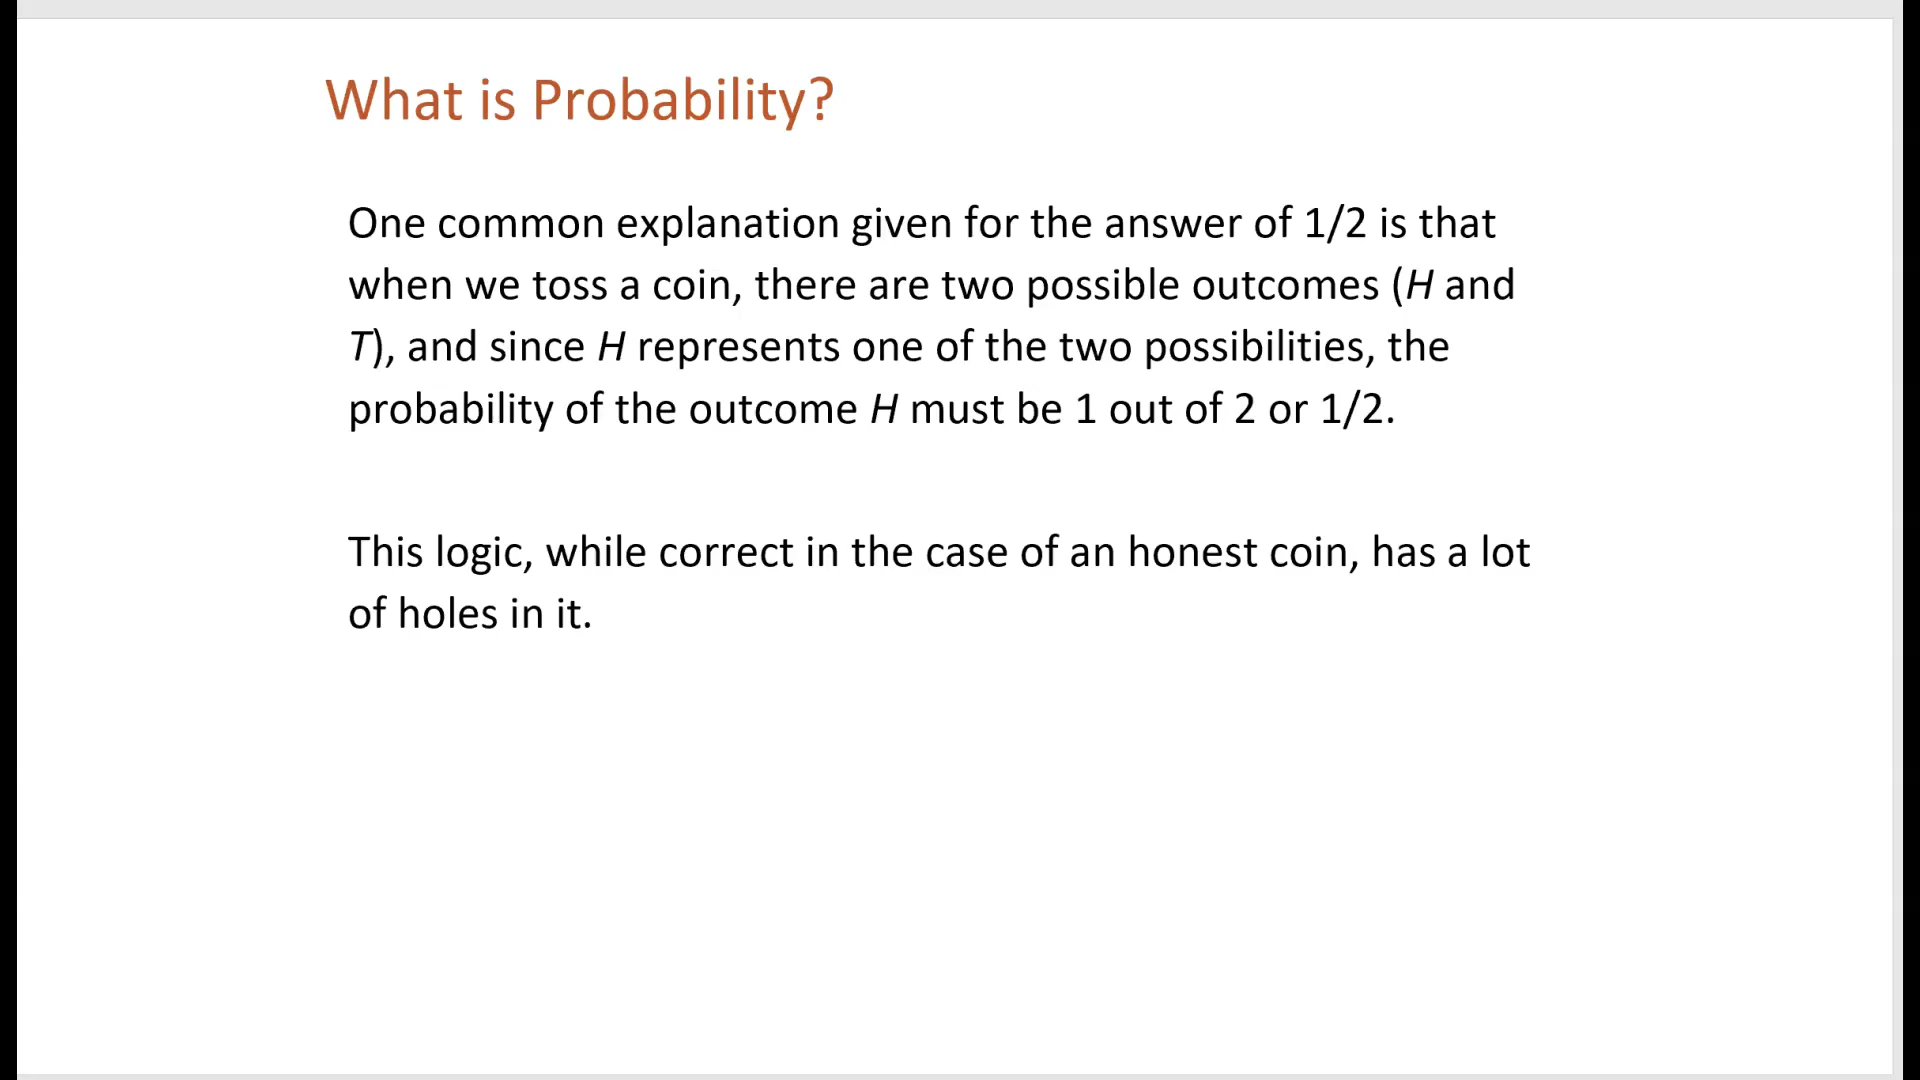 What is Probability?
One common explanation given for the answer of 1/2 is that
when we toss a coin, there are two possible outcomes (H and
T), and since H represents one of the two possibilities, the
probability of the outcome H must be 1 out of 2 or 1/2.
This logic, while correct in the case of an honest coin, has a lot
of holes in it.